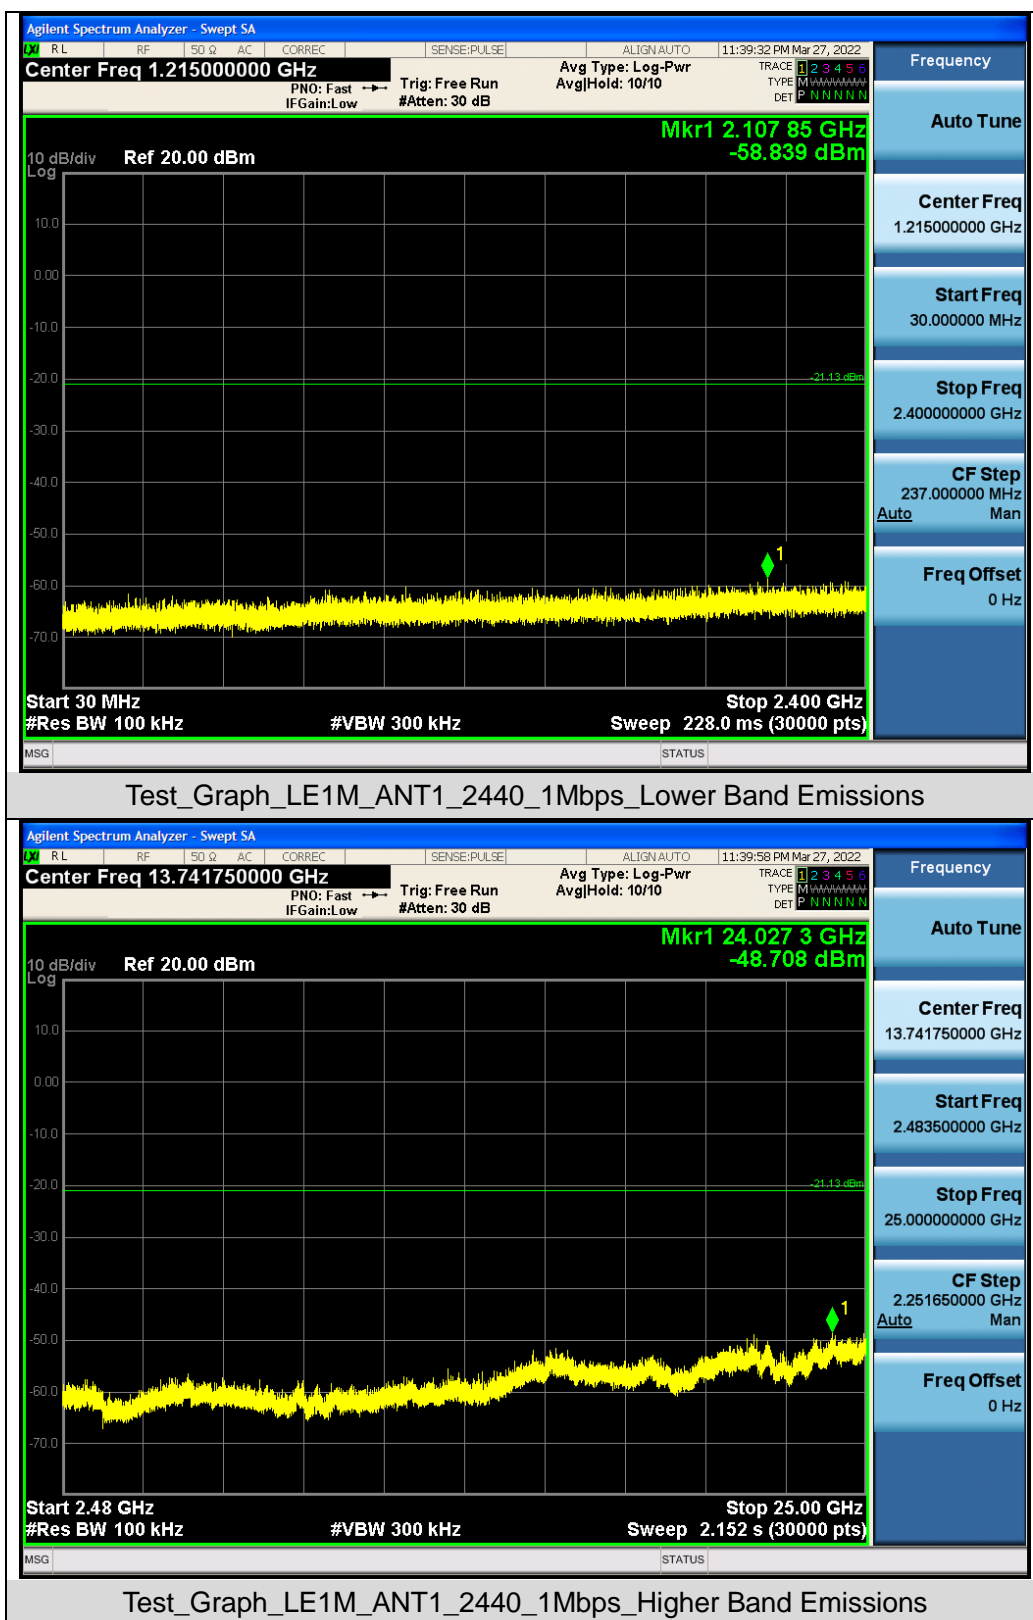 Agilent Spectrum Analyzer - Swept SA
LXI RL RF 50 Ω AC CORREC SENSE:PULSE ALIGN AUTO 11:39:32 PM Mar 27, 2022
Center Freq 1.215000000 GHz
PNO: Fast
IFGain:Low
Trig: Free Run
#Atten: 30 dB
Avg Type: Log-Pwr
Avg|Hold: 10/10
TRACE 1 2 3 4 5 6
TYPE M WWWWW
DET P N N N N N
Mkr1 2.107 85 GHz
-58.839 dBm
10 dB/div Ref 20.00 dBm
Log
10.0
0.00
-10.0
-20.0
-21.13 dBm
-30.0
-40.0
-50.0
1
-60.0
-70.0
Start 30 MHz Stop 2.400 GHz
#Res BW 100 kHz #VBW 300 kHz Sweep 228.0 ms (30000 pts)
MSG STATUS
Frequency
Auto Tune
Center Freq
1.215000000 GHz
Start Freq
30.000000 MHz
Stop Freq
2.400000000 GHz
CF Step
237.000000 MHz
Auto Man
Freq Offset
0 Hz
Test_Graph_LE1M_ANT1_2440_1Mbps_Lower Band Emissions
Agilent Spectrum Analyzer - Swept SA
LXI RL RF 50 Ω AC CORREC SENSE:PULSE ALIGN AUTO 11:39:58 PM Mar 27, 2022
Center Freq 13.741750000 GHz
PNO: Fast
IFGain:Low
Trig: Free Run
#Atten: 30 dB
Avg Type: Log-Pwr
Avg|Hold: 10/10
TRACE 1 2 3 4 5 6
TYPE M WWWWW
DET P N N N N N
Mkr1 24.027 3 GHz
-48.708 dBm
10 dB/div Ref 20.00 dBm
Log
10.0
0.00
-10.0
-20.0
-21.13 dBm
-30.0
-40.0
1
-50.0
-60.0
-70.0
Start 2.48 GHz Stop 25.00 GHz
#Res BW 100 kHz #VBW 300 kHz Sweep 2.152 s (30000 pts)
MSG STATUS
Frequency
Auto Tune
Center Freq
13.741750000 GHz
Start Freq
2.483500000 GHz
Stop Freq
25.000000000 GHz
CF Step
2.251650000 GHz
Auto Man
Freq Offset
0 Hz
Test_Graph_LE1M_ANT1_2440_1Mbps_Higher Band Emissions